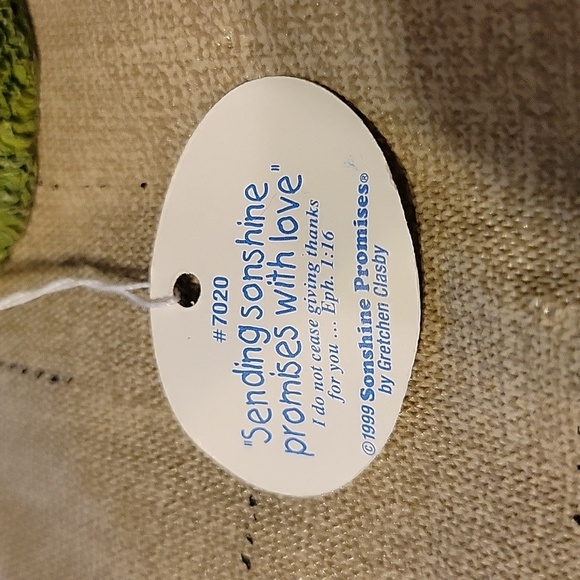 #7020
"Sending sonshine
promises with love"
I do not cease giving thanks
for you ... Eph. 1:16
©1999 Sonshine Promises®
by Gretchen Clasby